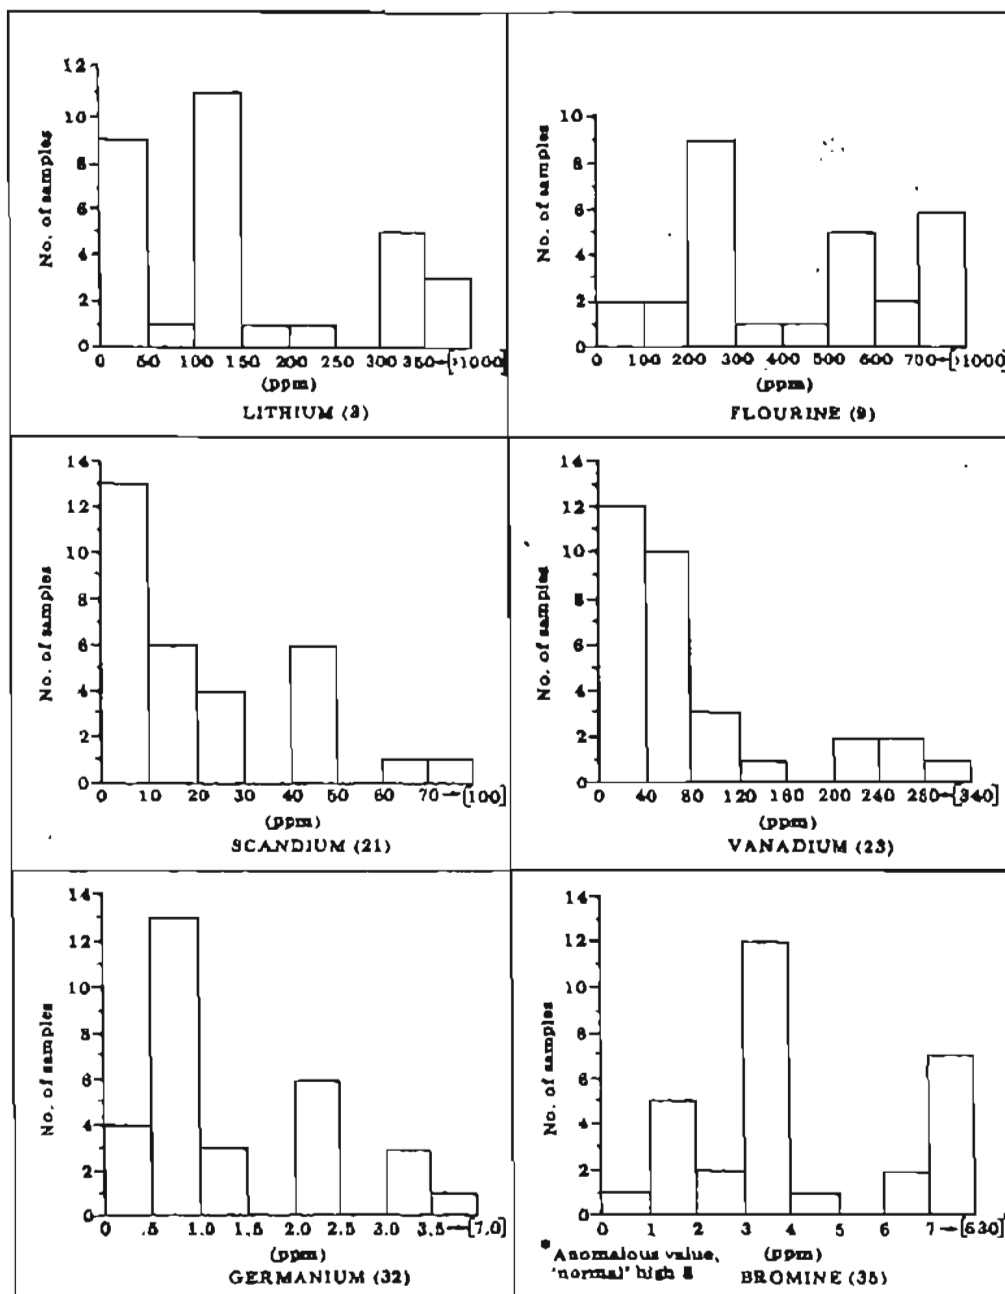 12
10
8
6
4
2
0
No. of samples
0 50 100 150 200 250 300 350→[>1000]
(ppm)
LITHIUM (3)
10
8
6
4
2
0
No. of samples
0 100 200 300 400 500 600 700→[>1000]
(ppm)
FLOURINE (9)
14
12
10
8
6
4
2
0
No. of samples
0 10 20 30 40 50 60 70→[100]
(ppm)
SCANDIUM (21)
14
12
10
8
6
4
2
0
No. of samples
0 40 80 120 160 200 240 280→[340]
(ppm)
VANADIUM (23)
14
12
10
8
6
4
2
0
No. of samples
0 .5 1.0 1.5 2.0 2.5 3.0 3.5→[7.0]
(ppm)
GERMANIUM (32)
14
12
10
8
6
4
2
0
No. of samples
0 1 2 3 4 5 6 7→[630]
(ppm)
*Anomalous value,
'normal' high
BROMINE (35)